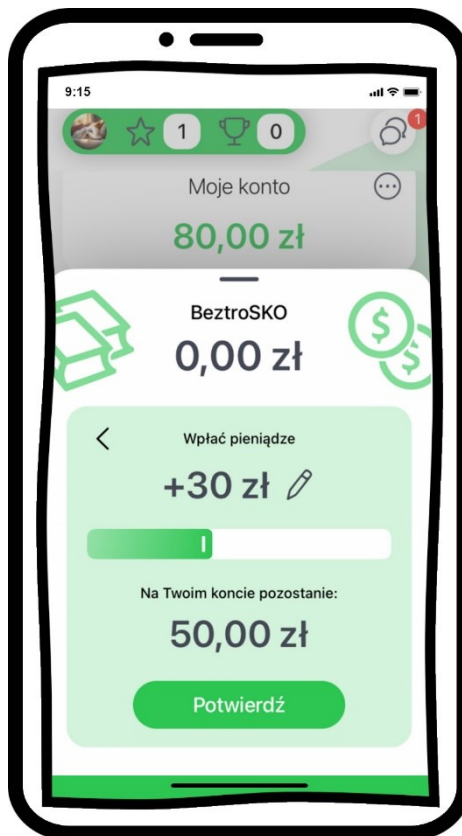 9:15
1 0 1
Moje konto
80,00 zł
BeztroSKO
0,00 zł
Wpłać pieniądze
+30 zł
Na Twoim koncie pozostanie:
50,00 zł
Potwierdź